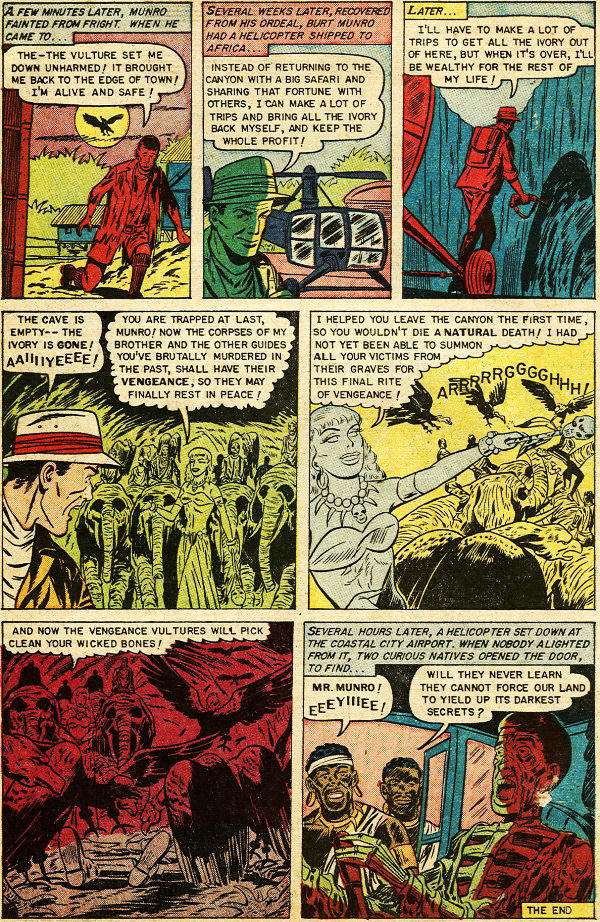 A FEW MINUTES LATER, MUNRO
FAINTED FROM FRIGHT. WHEN HE
CAME TO...
THE-THE VULTURE SET ME
DOWN UNHARMED! IT BROUGHT
ME BACK TO THE EDGE OF TOWN!
I'M ALIVE AND SAFE!
SEVERAL WEEKS LATER, RECOVERED
FROM HIS ORDEAL, BURT MUNRO
HAD A HELICOPTER SHIPPED TO
AFRICA...
INSTEAD OF RETURNING TO THE
CANYON WITH A BIG SAFARI AND
SHARING THAT FORTUNE WITH
OTHERS, I CAN MAKE A LOT OF
TRIPS AND BRING ALL THE IVORY
BACK MYSELF, AND KEEP THE
WHOLE PROFIT!
LATER...
I'LL HAVE TO MAKE A LOT OF
TRIPS TO GET ALL THE IVORY OUT
OF HERE, BUT WHEN IT'S OVER, I'LL
BE WEALTHY FOR THE REST OF
MY LIFE!
THE CAVE IS
EMPTY-- THE
IVORY IS GONE!
AAIIIIYEEEE!
YOU ARE TRAPPED AT LAST,
MUNRO! NOW THE CORPSES OF MY
BROTHER AND THE OTHER GUIDES
YOU'VE BRUTALLY MURDERED IN
THE PAST, SHALL HAVE THEIR
VENGEANCE, SO THEY MAY
FINALLY REST IN PEACE!
I HELPED YOU LEAVE THE CANYON THE FIRST TIME,
SO YOU WOULDN'T DIE A NATURAL DEATH! I HAD
NOT YET BEEN ABLE TO SUMMON
ALL YOUR VICTIMS FROM
THEIR GRAVES FOR
THIS FINAL RITE
OF VENGEANCE!
ARRRRRGGGGHHH!
AND NOW THE VENGEANCE VULTURES WILL PICK
CLEAN YOUR WICKED BONES!
SEVERAL HOURS LATER, A HELICOPTER SET DOWN AT
THE COASTAL CITY AIRPORT. WHEN NOBODY ALIGHTED
FROM IT, TWO CURIOUS NATIVES OPENED THE DOOR,
TO FIND...
MR. MUNRO!
EEEYIIIEE!
WILL THEY NEVER LEARN
THEY CANNOT FORCE OUR LAND
TO YIELD UP ITS DARKEST
SECRETS?
THE END